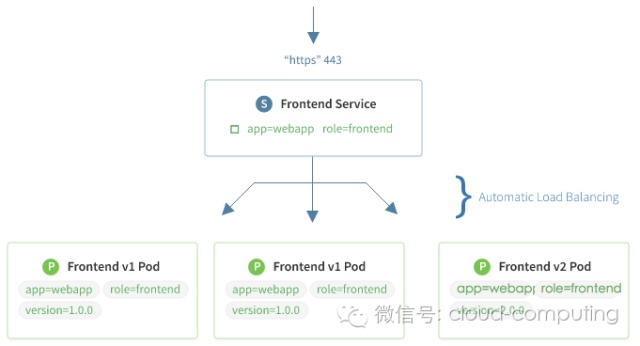 “https” 443
S Frontend Service
app=webapp role=frontend
Automatic Load Balancing
P Frontend v1 Pod
app=webapp role=frontend
version=1.0.0
P Frontend v1 Pod
app=webapp role=frontend
version=1.0.0
P Frontend v2 Pod
app=webapp role=frontend
version=2.0.0
微信号: cloud-computing